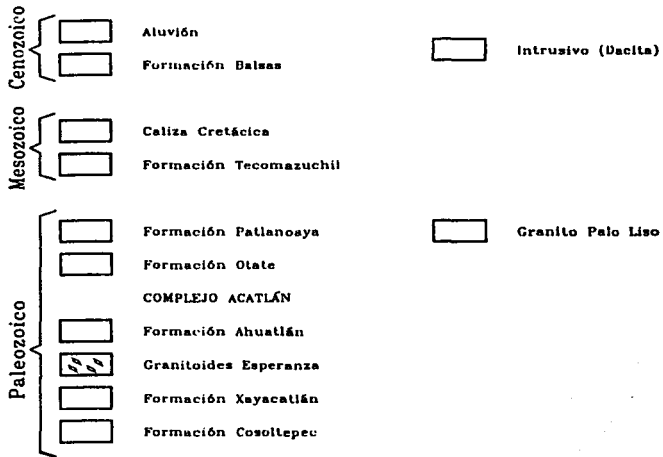 Cenozoico
Aluvión
Formación Balsas
Intrusivo (Dacita)
Mesozoico
Caliza Cretácica
Formación Tecomazuchil
Paleozoico
Formación Patlanoaya
Granito Palo Liso
Formación Otate
COMPLEJO ACATLÁN
Formación Ahuatlán
Granitoides Esperanza
Formación Xayacatlán
Formación Cosoltepec